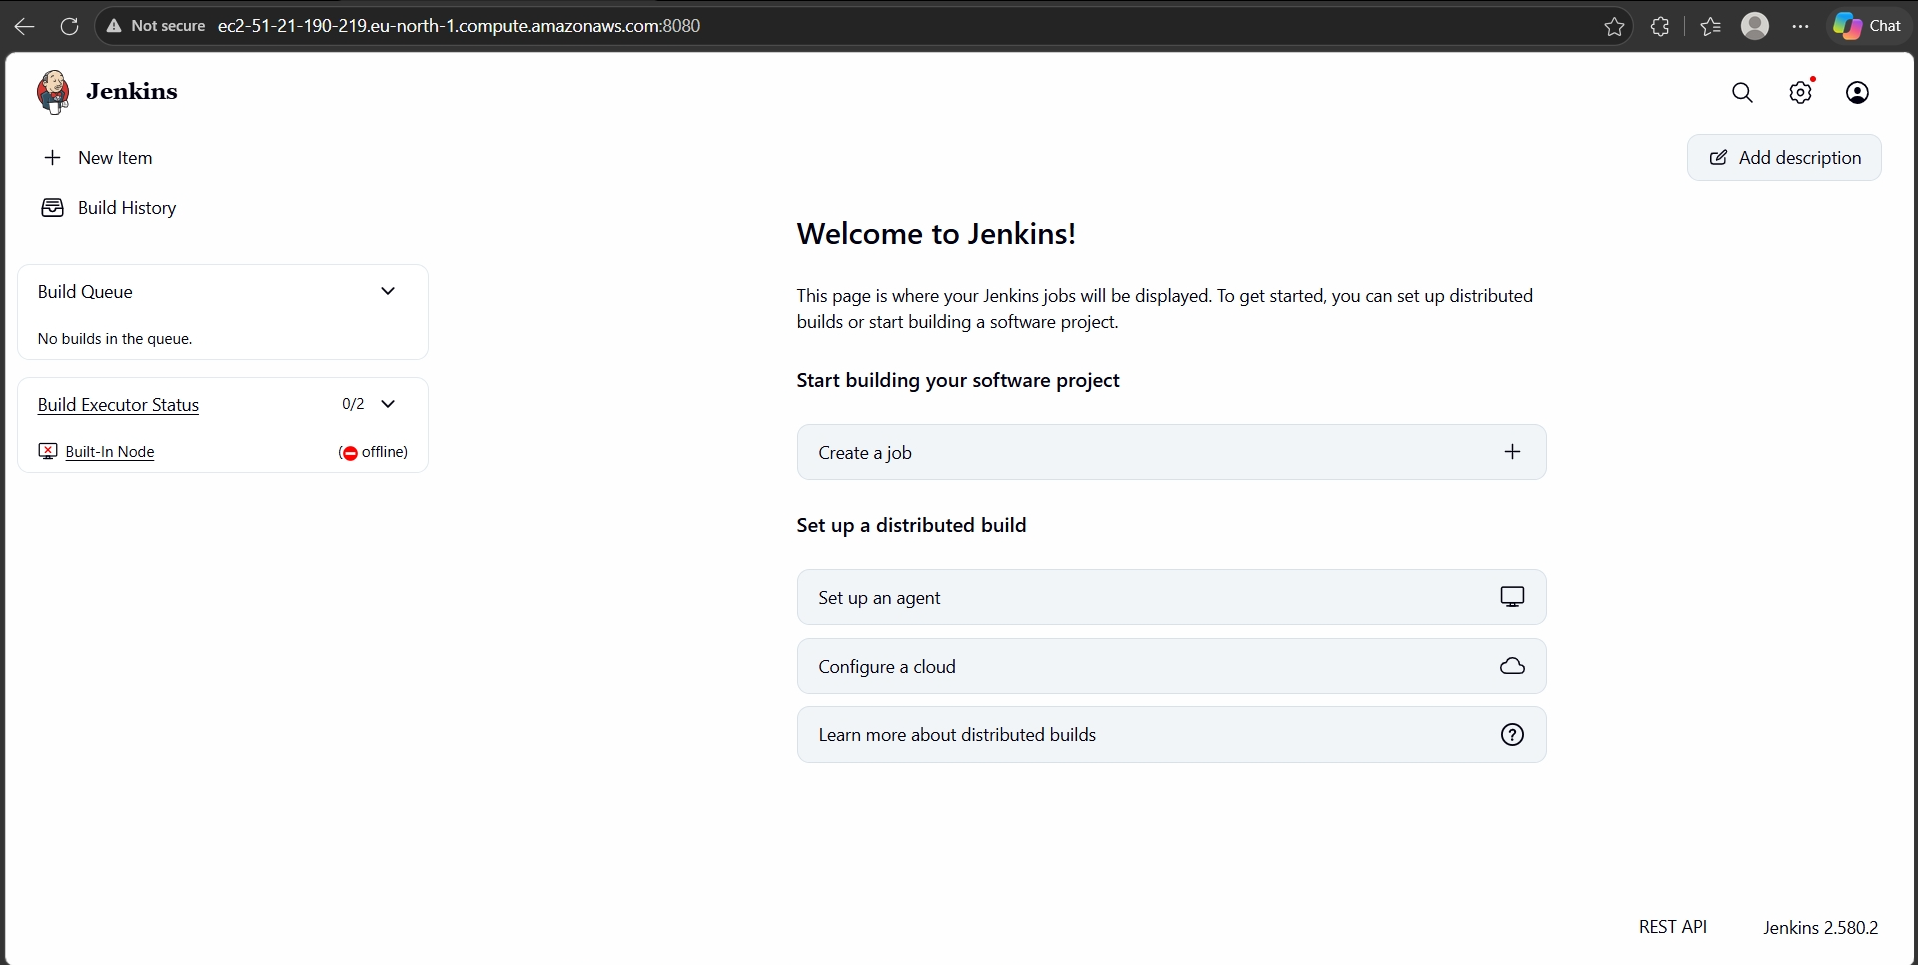 Not secure ec2-51-21-190-219.eu-north-1.compute.amazonaws.com:8080
Chat
Jenkins
New Item
Add description
Build History
Welcome to Jenkins!
Build Queue
No builds in the queue.
This page is where your Jenkins jobs will be displayed. To get started, you can set up distributed
builds or start building a software project.
Start building your software project
Build Executor Status 0/2
Built-In Node (offline)
Create a job
Set up a distributed build
Set up an agent
Configure a cloud
Learn more about distributed builds
REST API
Jenkins 2.580.2